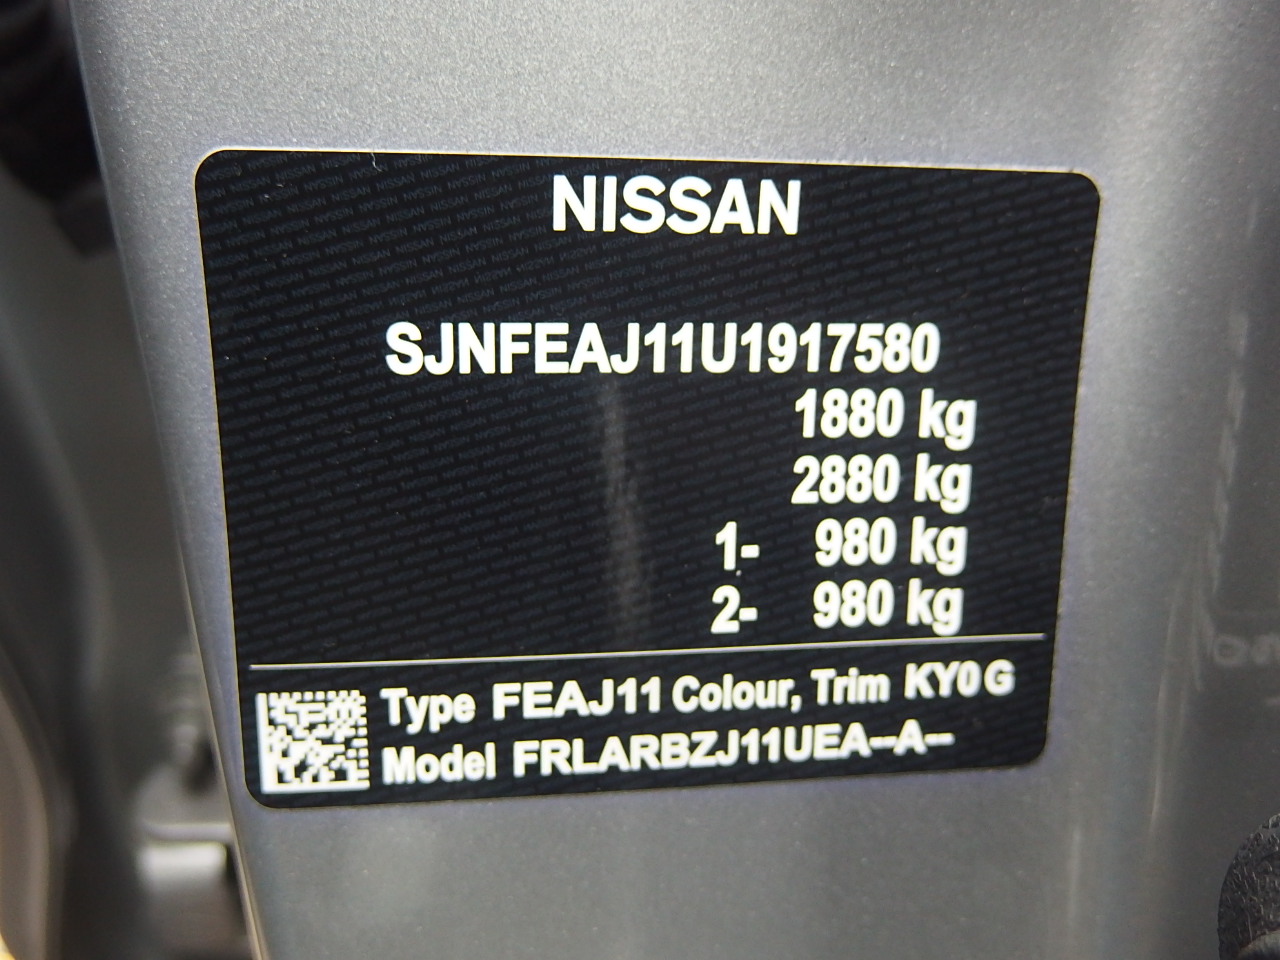 NISSAN
SJNFEAJ11U1917580
1880 kg
2880 kg
1- 980 kg
2- 980 kg
Type FEAJ11 Colour, Trim KY0 G
Model FRLARBZJ11UEA--A--